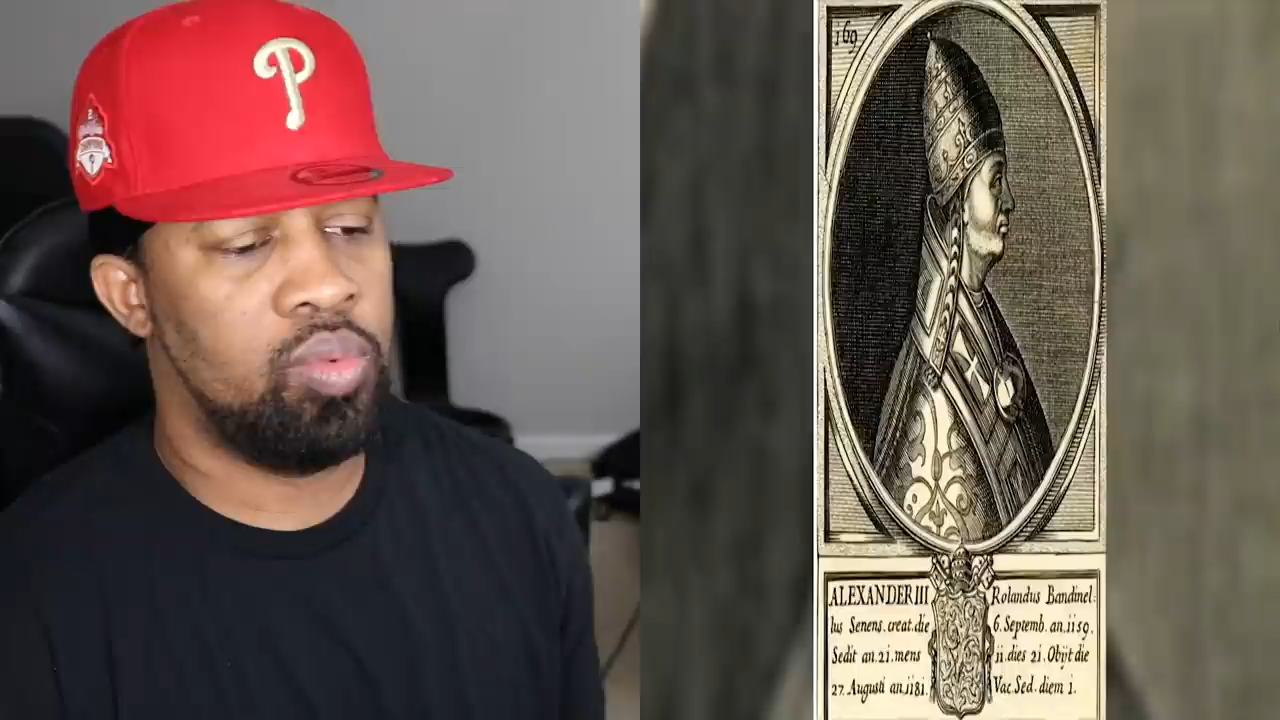 P
169
ALEXANDER III Rolandus Bandinel:
lus Senens. creat. die 6. Septemb. an. 1159.
Sedit an. 21. mens 11. dies 21. Obijt die
27. Augusti an. 1181. Vac. Sed. diem 1.